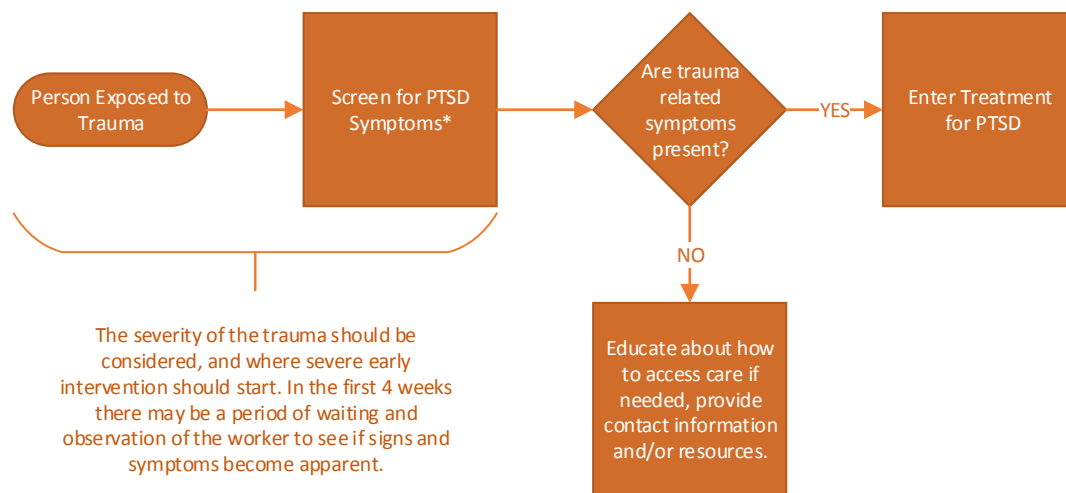 Person Exposed to
Trauma
Screen for PTSD
Symptoms*
Are trauma
related
symptoms
present?
YES
Enter Treatment
for PTSD
NO
The severity of the trauma should be
considered, and where severe early
intervention should start. In the first 4 weeks
there may be a period of waiting and
observation of the worker to see if signs and
symptoms become apparent.
Educate about how
to access care if
needed, provide
contact information
and/or resources.